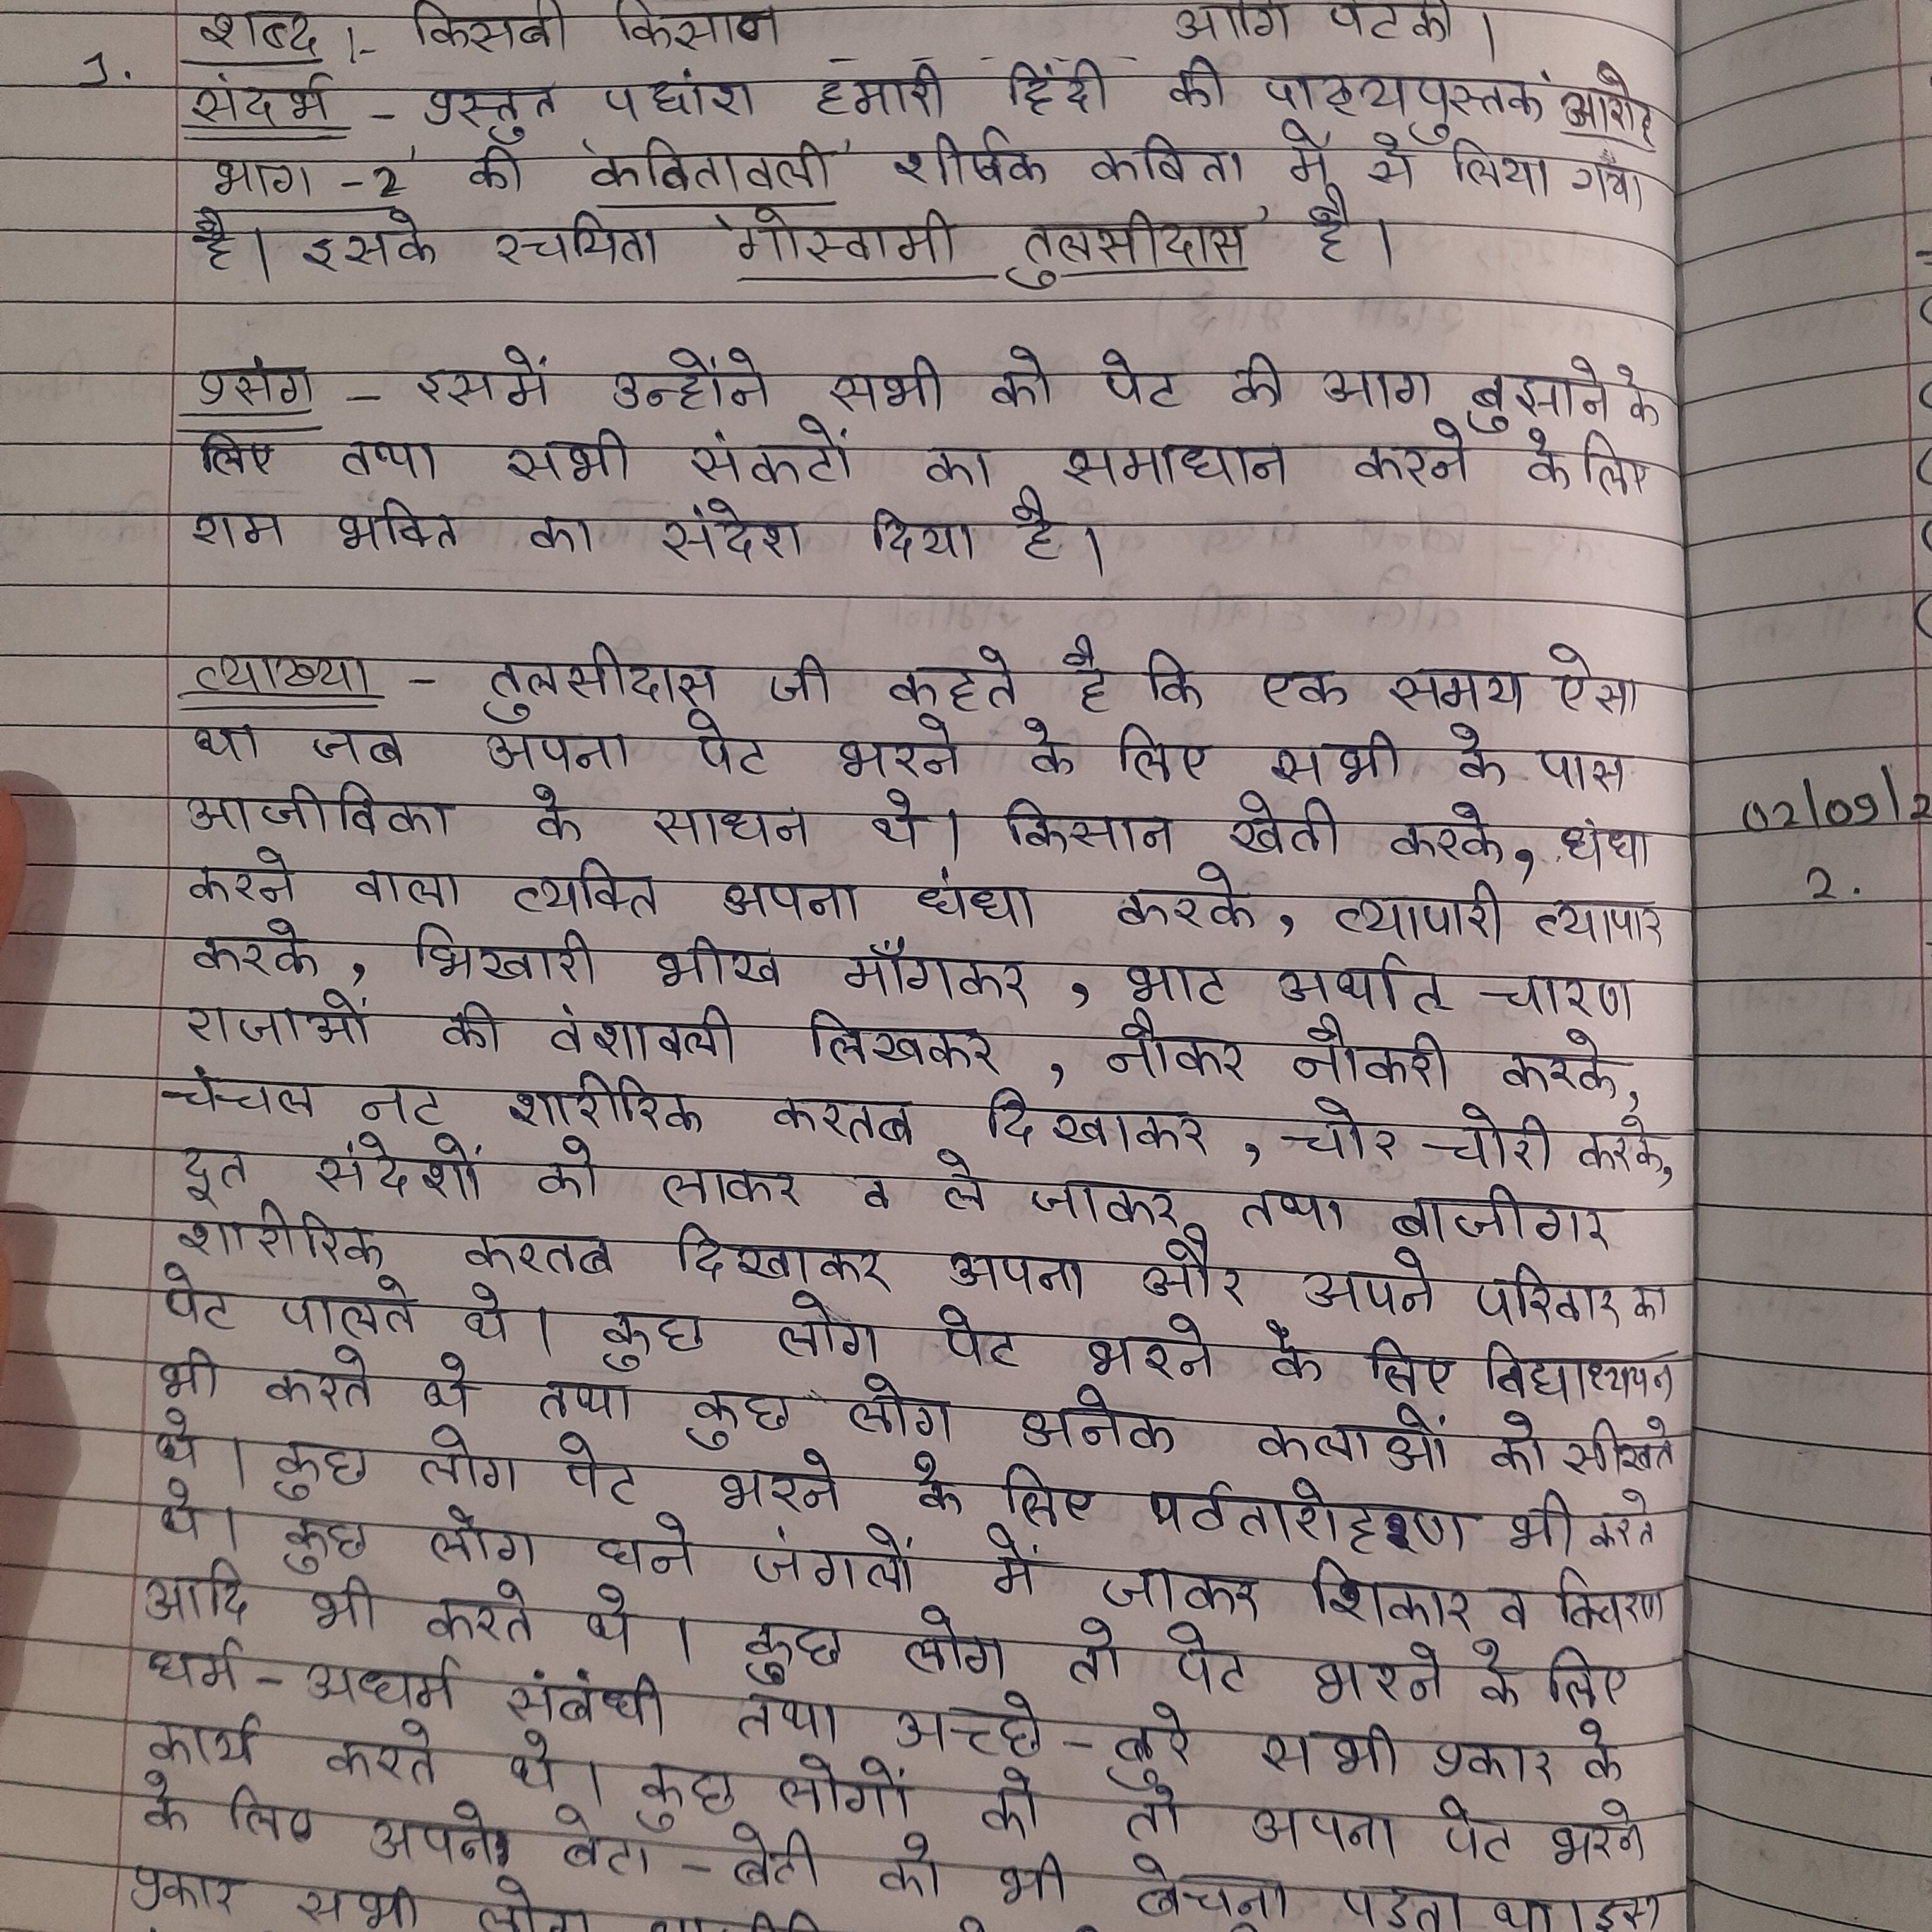 शब्द :- किसबी किसान - - - - - आगि पेटकी।
1.
संदर्भ - प्रस्तुत पद्यांश हमारी हिंदी की पाठ्यपुस्तक 'आरोह
भाग -2' की 'कवितावली' शीर्षक कविता में से लिया गया
है। इसके रचयिता 'गोस्वामी तुलसीदास' है।
प्रसंग - इसमें उन्होंने सभी को पेट की आग बुझाने के
लिए तथा सभी संकटों का समाधान करने के लिए
राम भक्ति का संदेश दिया है।
व्याख्या - तुलसीदास जी कहते है कि एक समय ऐसा
था जब अपना पेट भरने के लिए सभी के पास
आजीविका के साधन थे। किसान खेती करके, धंधा
करने वाला व्यक्ति अपना धंधा करके, व्यापारी व्यापार
करके, भिखारी भीख माँगकर, भाट अर्थात चारण
राजाओं की वंशावली लिखकर, नौकर नौकरी करके,
चंचल नट शारीरिक करतब दिखाकर, चोर चोरी करके,
दूत संदेशों को लाकर व ले जाकर तथा बाजीगर
शारीरिक करतब दिखाकर अपना और अपने परिवार का
पेट पालते थे। कुछ लोग पेट भरने के लिए विद्याध्ययन
भी करते थे तथा कुछ लोग अनेक कलाओं को सीखते
थे। कुछ लोग पेट भरने के लिए पर्वतारोहण भी करते
थे। कुछ लोग घने जंगलों में जाकर शिकार व विचरण
आदि भी करते थे। कुछ लोग तो पेट भरने के लिए
धर्म - अधर्म संबंधी तथा अच्छे - बुरे सभी प्रकार के
कार्य करते थे। कुछ लोगों को तो अपना पेट भरने
के लिए अपने बेटा - बेटी को भी बेचना पड़ता था। इस
प्रकार सभी लोग
02/09/2
2.